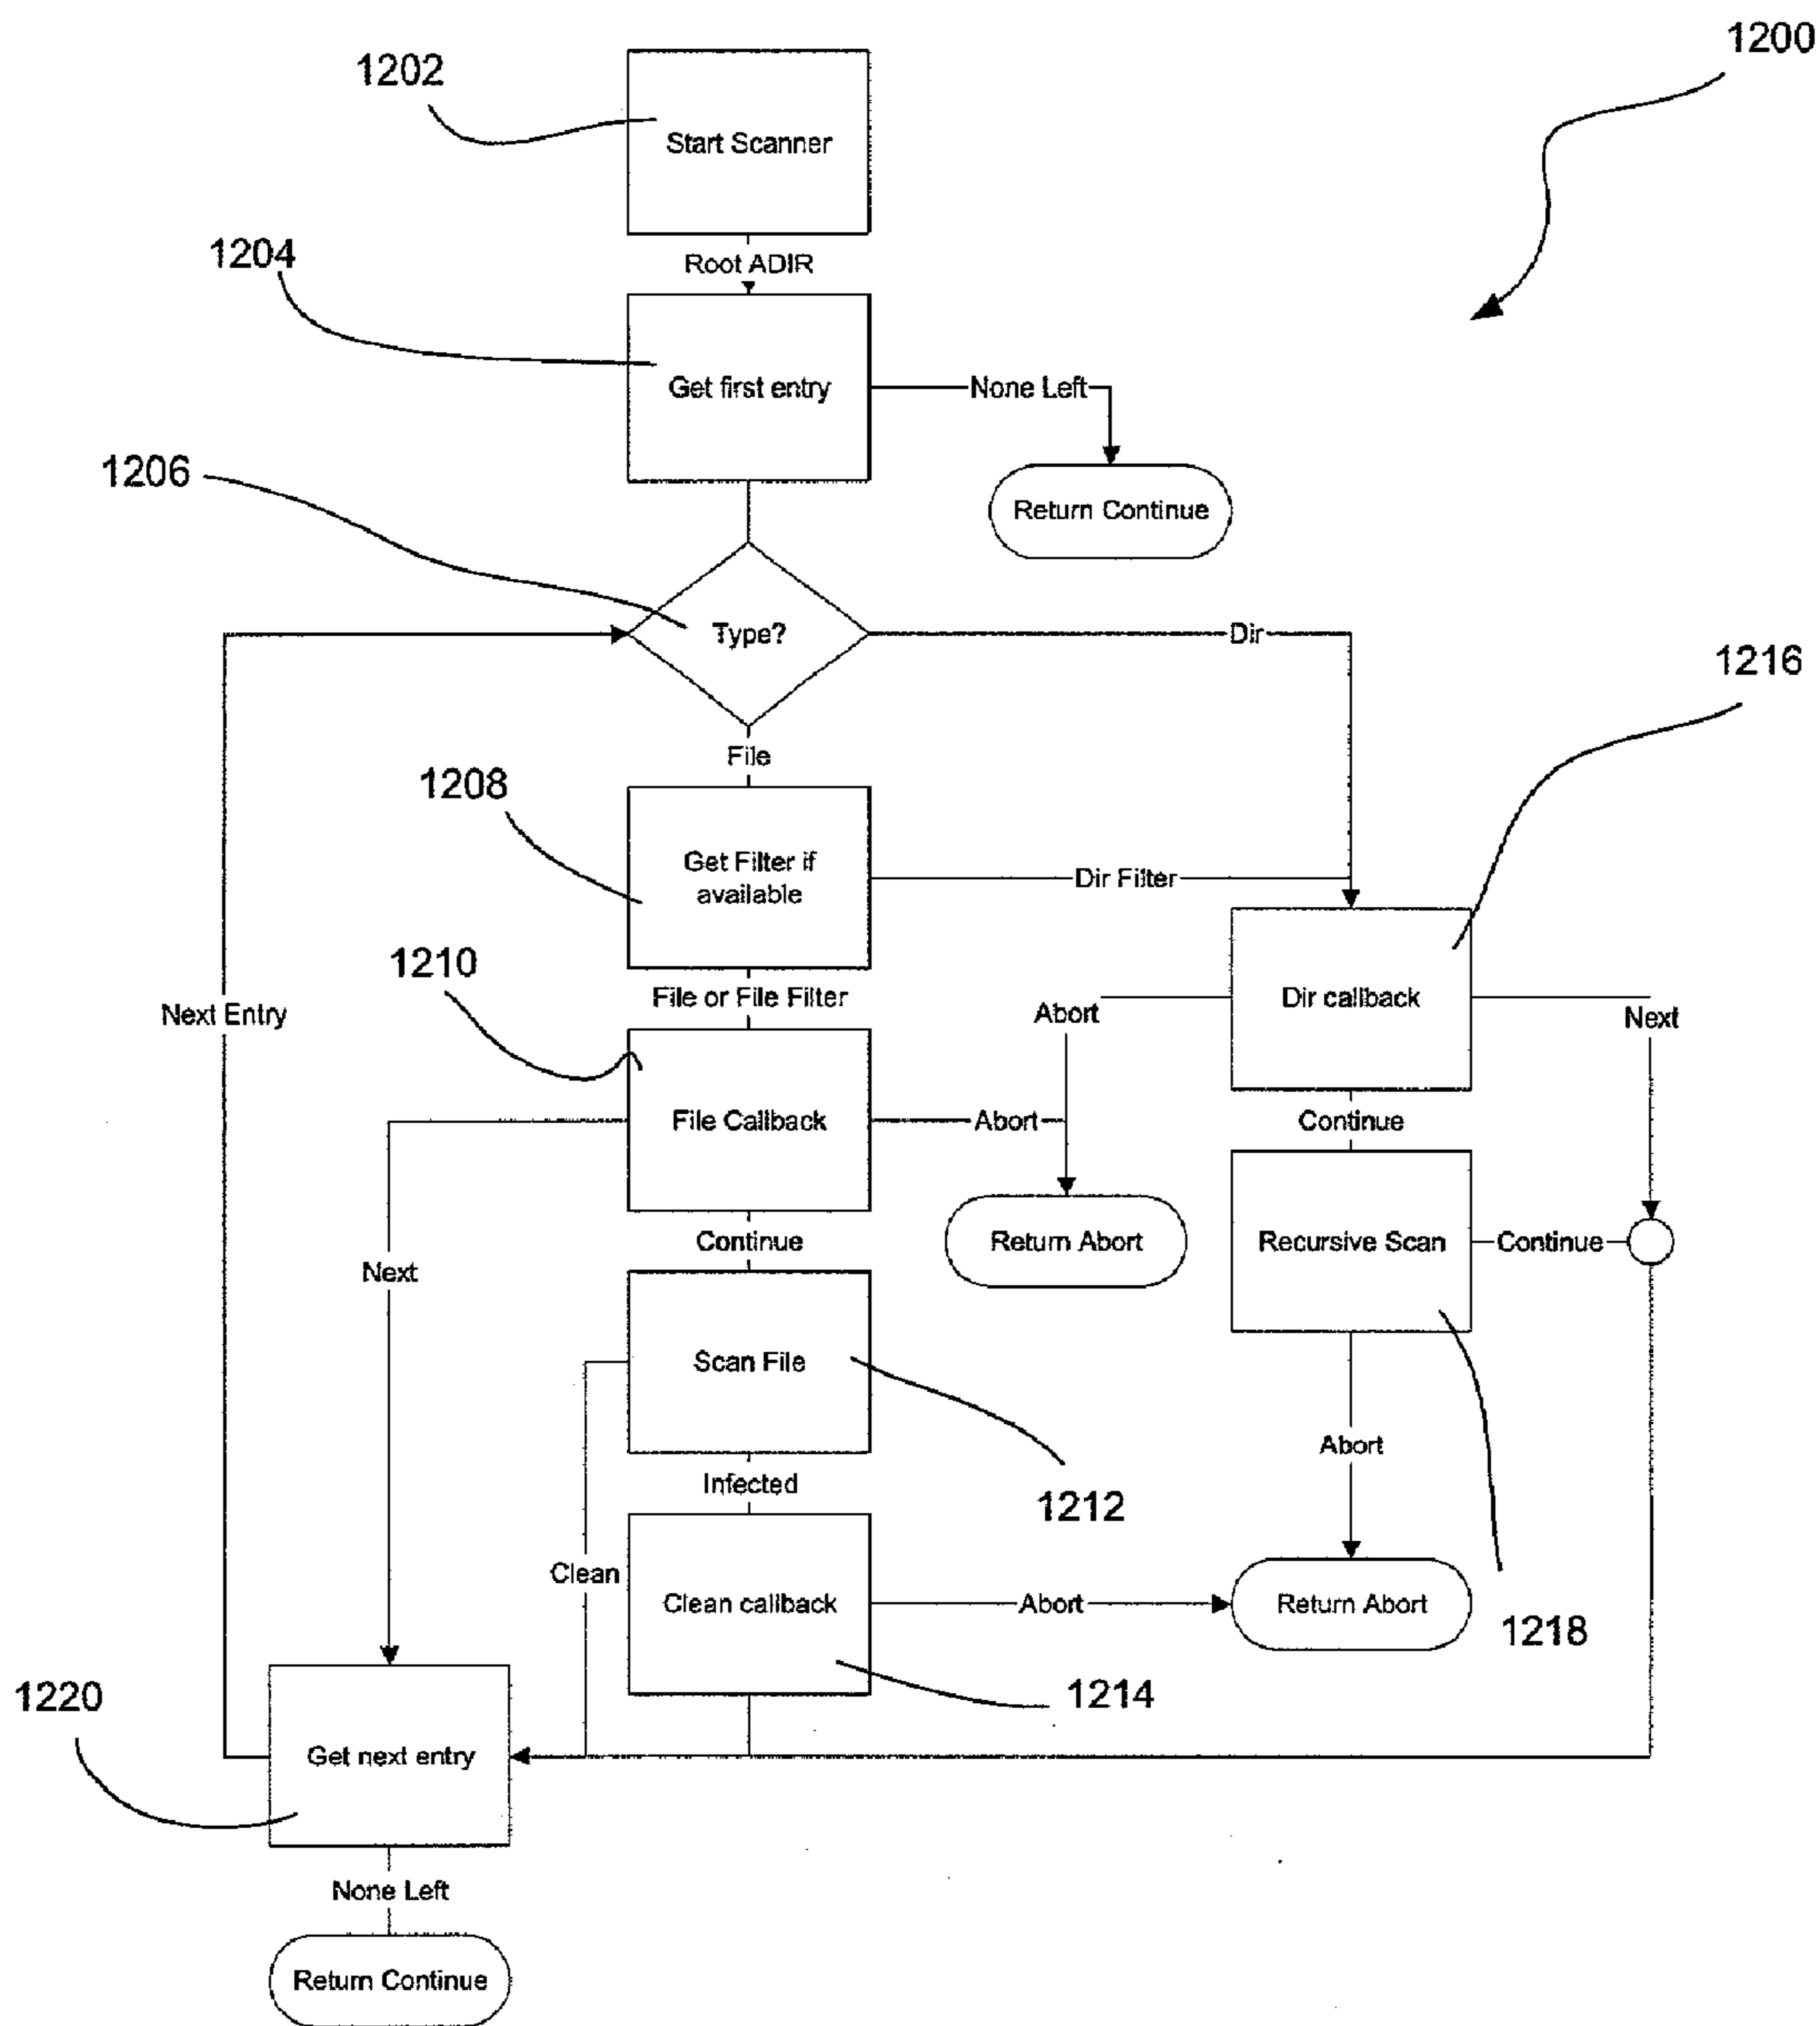 1200
1202
Start Scanner
Root ADIR
1204
Get first entry
None Left
Return Continue
1206
Type?
Dir
1216
File
1208
Get Filter if
available
Dir Filter
1210
File or File Filter
Next Entry
Dir callback
Abort
Next
File Callback
Abort
Continue
Return Abort
Continue
Recursive Scan
Continue
Next
Scan File
Abort
Infected
1212
Clean
Clean callback
Abort
Return Abort
1218
1214
1220
Get next entry
None Left
Return Continue